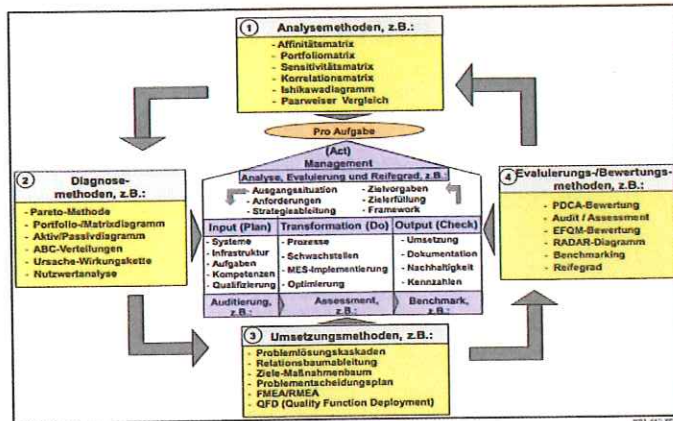 1 Analysemethoden, z.B.:
- Affinitätsmatrix
- Portfoliomatrix
- Sensitivitätsmatrix
- Korrelationsmatrix
- Ishikawadiagramm
- Paarweiser Vergleich
Pro Aufgabe
2 Diagnose-
methoden, z.B.:
- Pareto-Methode
- Portfolio-/Matrixdiagramm
- Aktiv/Passivdiagramm
- ABC-Verteilungen
- Ursache-Wirkungskette
- Nutzwertanalyse
(Act)
Management
Analyse, Evaluierung und Reifegrad, z.B.:
- Ausgangssituation
- Anforderungen
- Strategieableitung
- Zielvorgaben
- Zielerfüllung
- Framework
Input (Plan)
- Systeme
- Infrastruktur
- Aufgaben
- Kompetenzen
- Qualifizierung
Auditierung,
z.B.:
Transformation (Do)
- Prozesse
- Schwachstellen
- MES-Implementierung
- Optimierung
Assessment,
z.B.:
Output (Check)
- Umsetzung
- Dokumentation
- Nachhaltigkeit
- Kennzahlen
Benchmark,
z.B.:
4 Evaluierungs-/Bewertungs-
methoden, z.B.:
- PDCA-Bewertung
- Audit / Assessment
- EFQM-Bewertung
- RADAR-Diagramm
- Benchmarking
- Reifegrad
3 Umsetzungsmethoden, z.B.:
- Problemlösungskaskaden
- Relationsbaumableitung
- Ziele-Maßnahmenbaum
- Problementscheidungsplan
- FMEA/RMEA
- QFD (Quality Function Deployment)